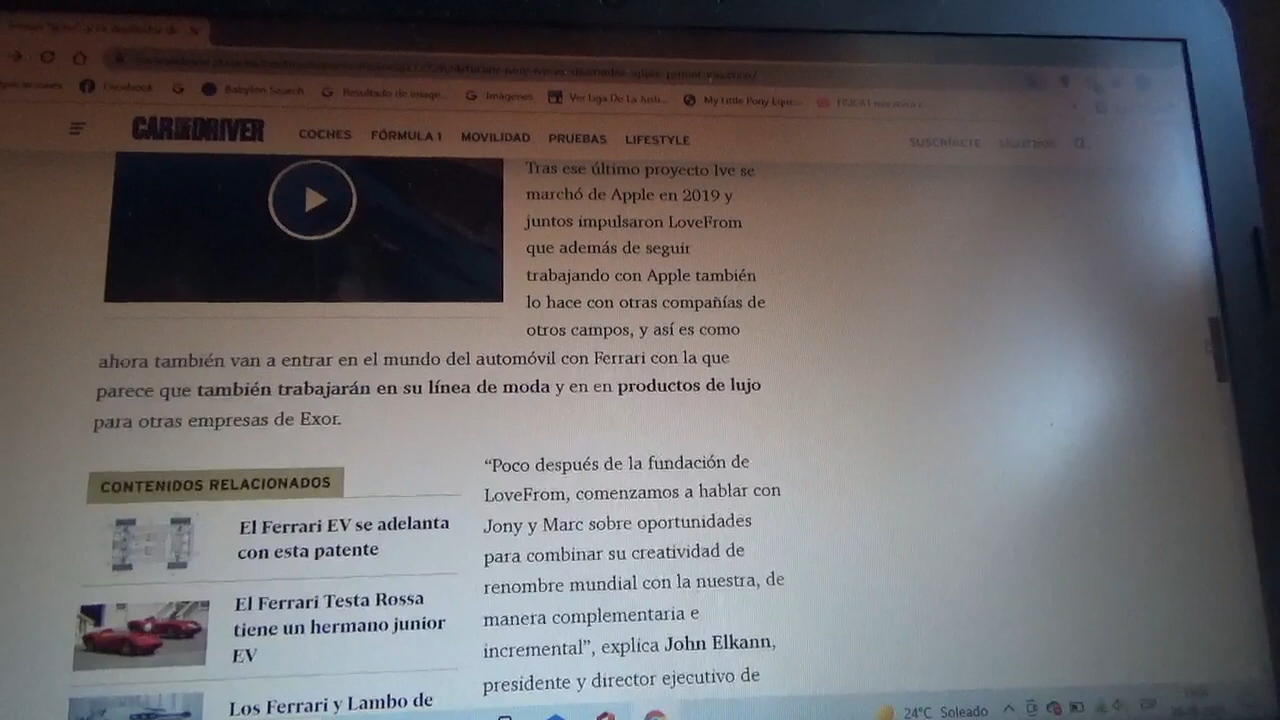 Facebook
Babylon Search
Resultado de image...
Imágenes
Ver Liga De La Justi...
My Little Pony Eque...
CAR AND DRIVER
COCHES FÓRMULA 1 MOVILIDAD PRUEBAS LIFESTYLE
SUSCRÍBETE
Tras ese último proyecto Ive se
marchó de Apple en 2019 y
juntos impulsaron LoveFrom
que además de seguir
trabajando con Apple también
lo hace con otras compañías de
otros campos, y así es como
ahora también van a entrar en el mundo del automóvil con Ferrari con la que
parece que también trabajarán en su línea de moda y en en productos de lujo
para otras empresas de Exor.
CONTENIDOS RELACIONADOS
El Ferrari EV se adelanta
con esta patente
El Ferrari Testa Rossa
tiene un hermano junior
EV
Los Ferrari y Lambo de
“Poco después de la fundación de
LoveFrom, comenzamos a hablar con
Jony y Marc sobre oportunidades
para combinar su creatividad de
renombre mundial con la nuestra, de
manera complementaria e
incremental”, explica John Elkann,
presidente y director ejecutivo de
24°C Soleado